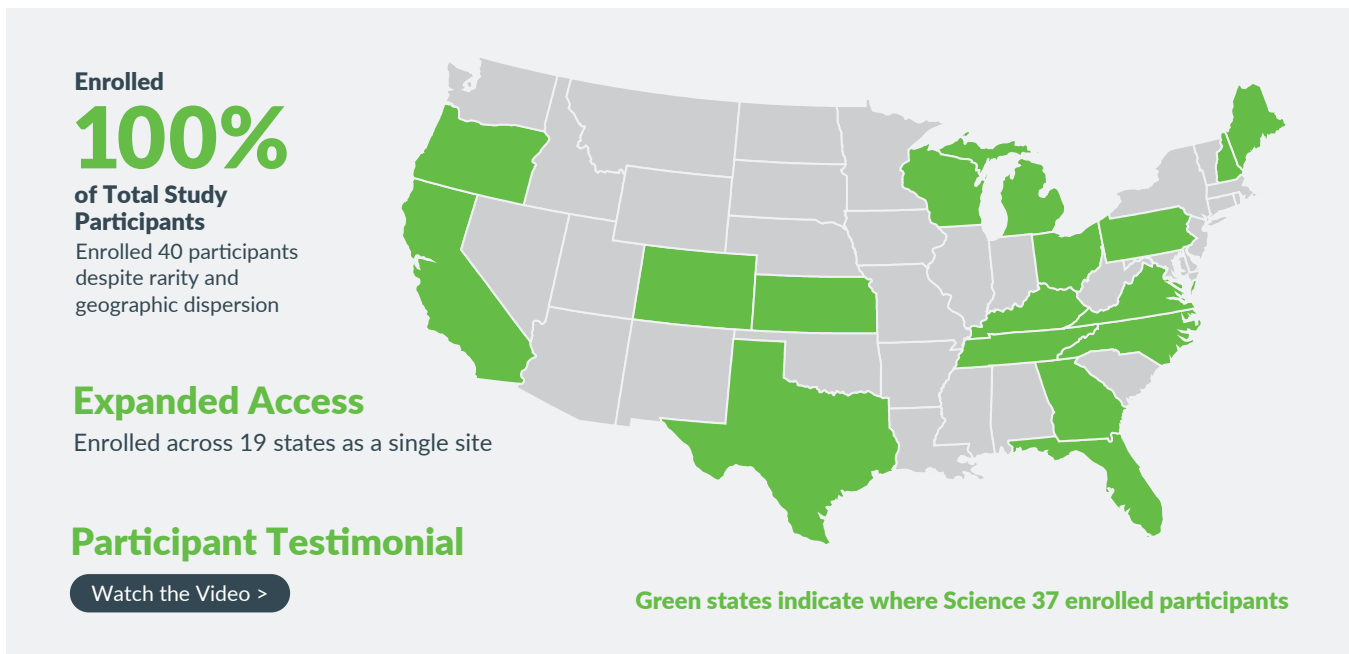 Enrolled
100%
of Total Study
Participants
Enrolled 40 participants
despite rarity and
geographic dispersion
Expanded Access
Enrolled across 19 states as a single site
Participant Testimonial
Watch the Video >
Green states indicate where Science 37 enrolled participants